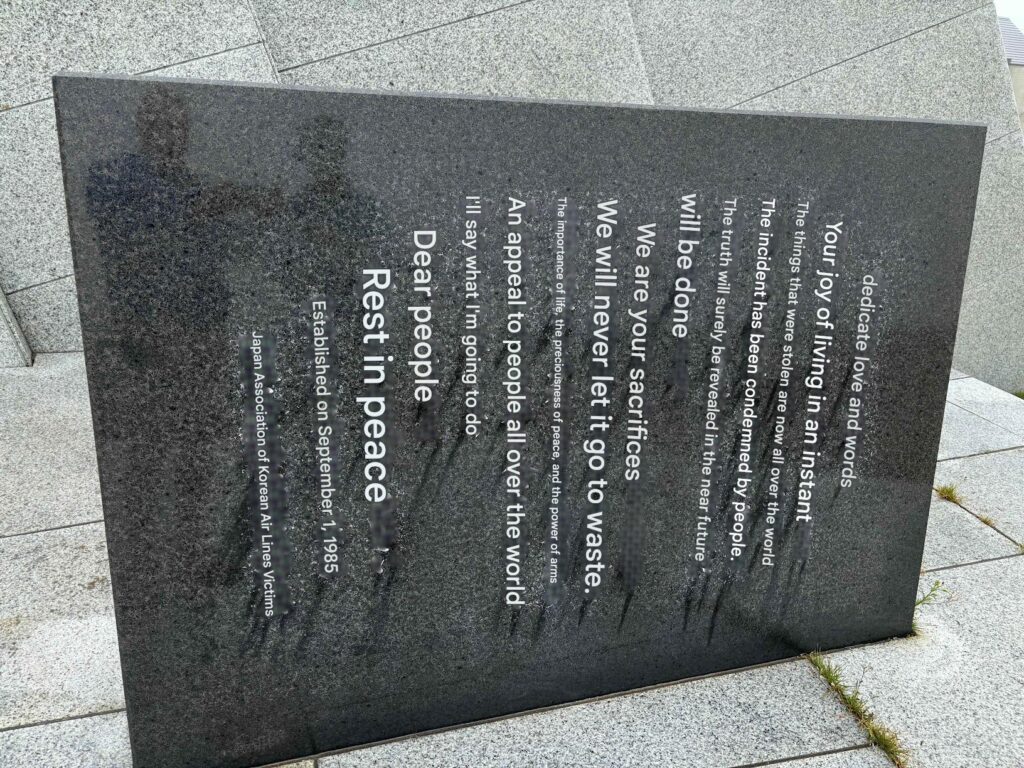 dedicate love and words
Your joy of living in an instant
The things that were stolen are now all over the world
The incident has been condemned by people.
The truth will surely be revealed in the near future
will be done
We are your sacrifices
We will never let it go to waste.
The importance of life, the preciousness of peace, and the power of arms
An appeal to people all over the world
I'll say what I'm going to do
Dear people
Rest in peace
Established on September 1, 1985
Japan Association of Korean Air Lines Victims